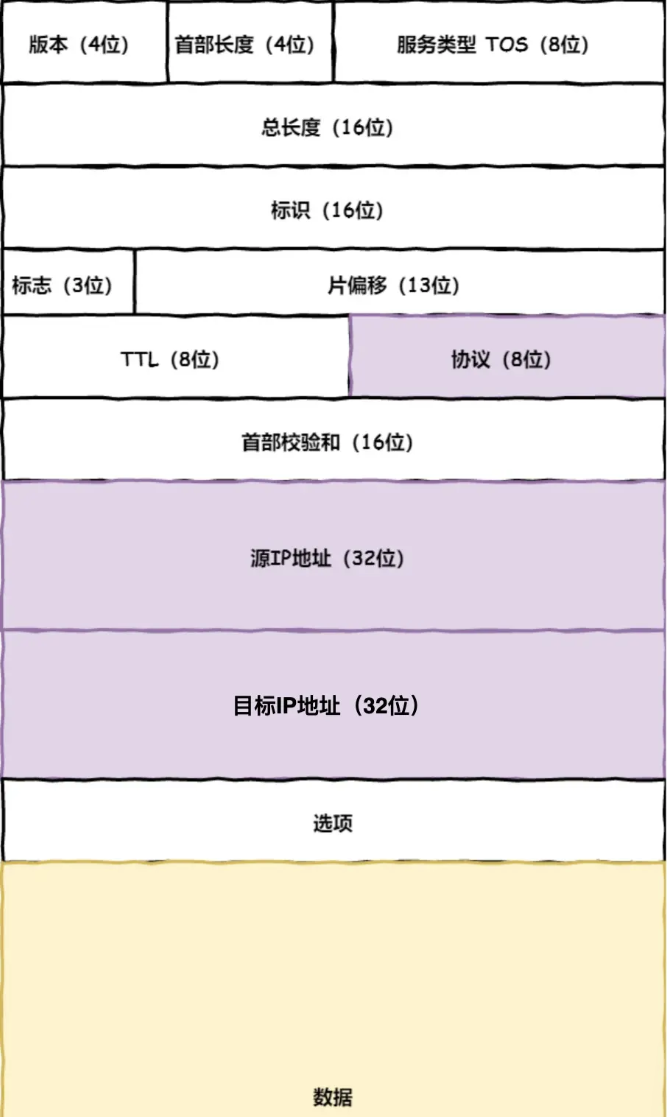 版本（4位）
首部长度（4位）
服务类型 TOS（8位）
总长度（16位）
标识（16位）
标志（3位）
片偏移（13位）
TTL（8位）
协议（8位）
首部校验和（16位）
源IP地址（32位）
目标IP地址（32位）
选项
数据